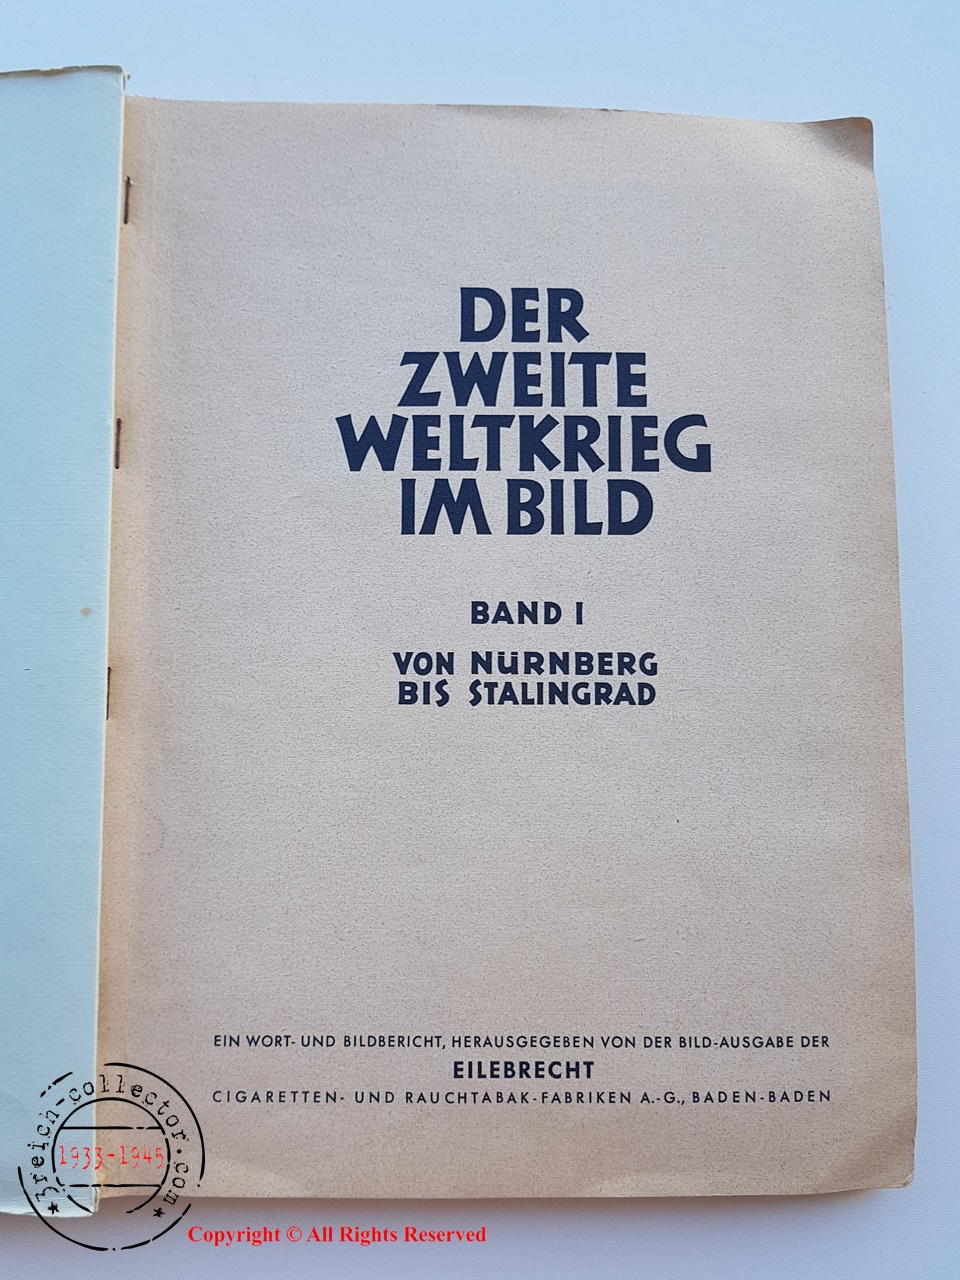 DER
ZWEITE
WELTKRIEG
IM BILD
BAND I
VON NÜRNBERG
BIS STALINGRAD
EIN WORT- UND BILDBERICHT, HERAUSGEGEBEN VON DER BILD-AUSGABE DER
EILEBRECHT
CIGARETTEN- UND RAUCHTABAK-FABRIKEN A.-G., BADEN-BADEN
3reich-collector.com
1933-1945
Copyright © All Rights Reserved